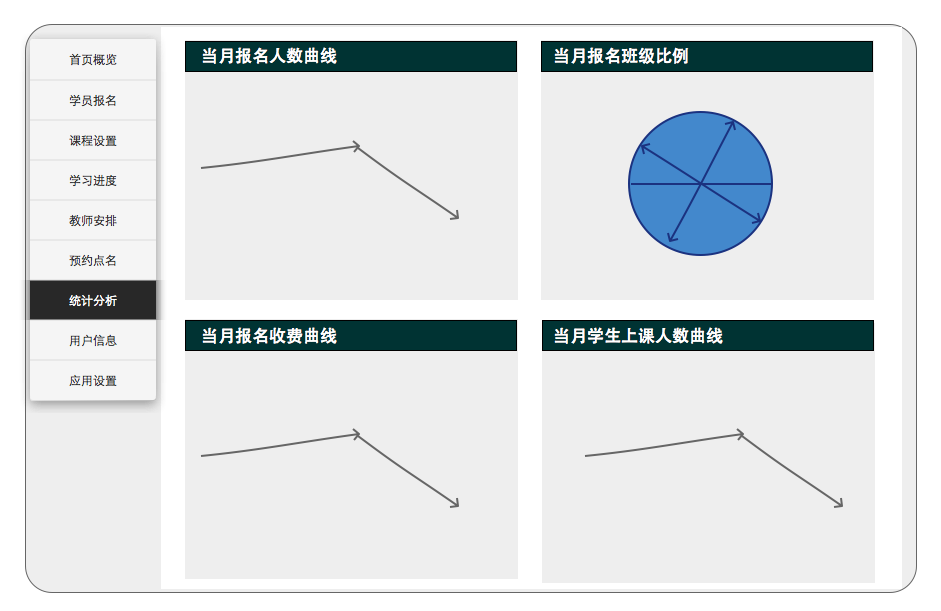 首页概览
学员报名
课程设置
学习进度
教师安排
预约点名
统计分析
用户信息
应用设置
当月报名人数曲线
当月报名班级比例
当月报名收费曲线
当月学生上课人数曲线